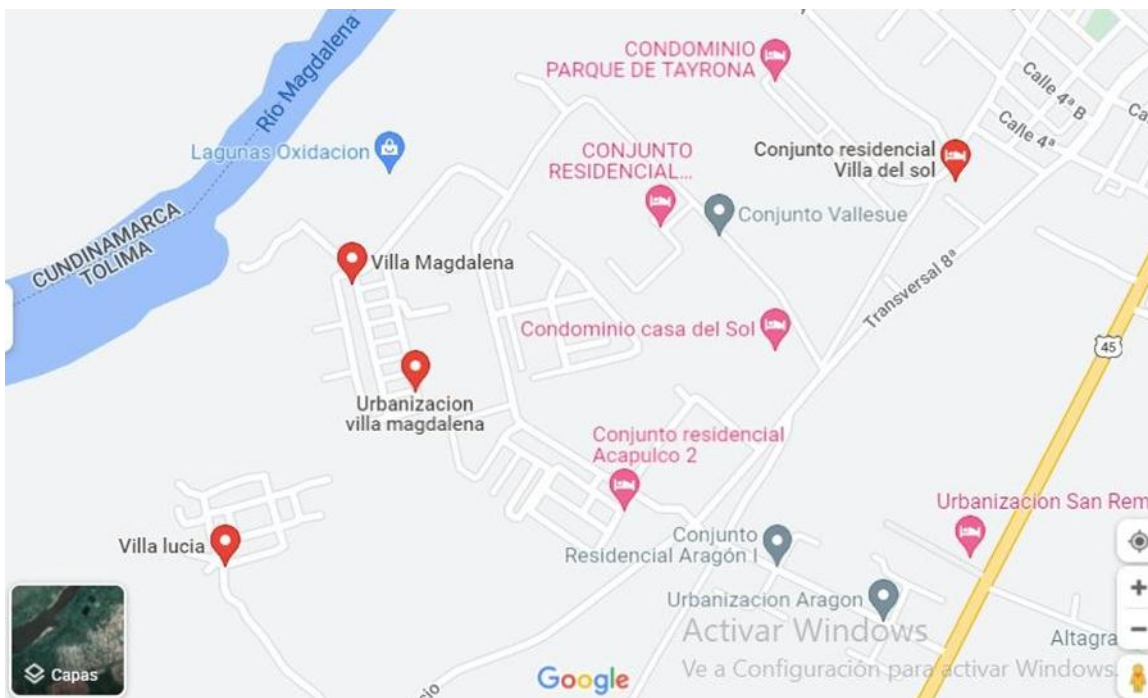 CONDOMINIO
PARQUE DE TAYRONA
Río Magdalena
Calle 4ª B
Calle 4ª
Lagunas Oxidacion
CONJUNTO
RESIDENCIAL...
Conjunto residencial
Villa del sol
Conjunto Vallesue
CUNDINAMARCA
TOLIMA
Villa Magdalena
Transversal 8ª
Condominio casa del Sol
45
Urbanizacion
villa magdalena
Conjunto residencial
Acapulco 2
Urbanizacion San Rem
Villa lucia
Conjunto
Residencial Aragón I
Urbanizacion Aragon
Activar Windows
Altagra
Capas
Google
Ve a Configuración para activar Windows.